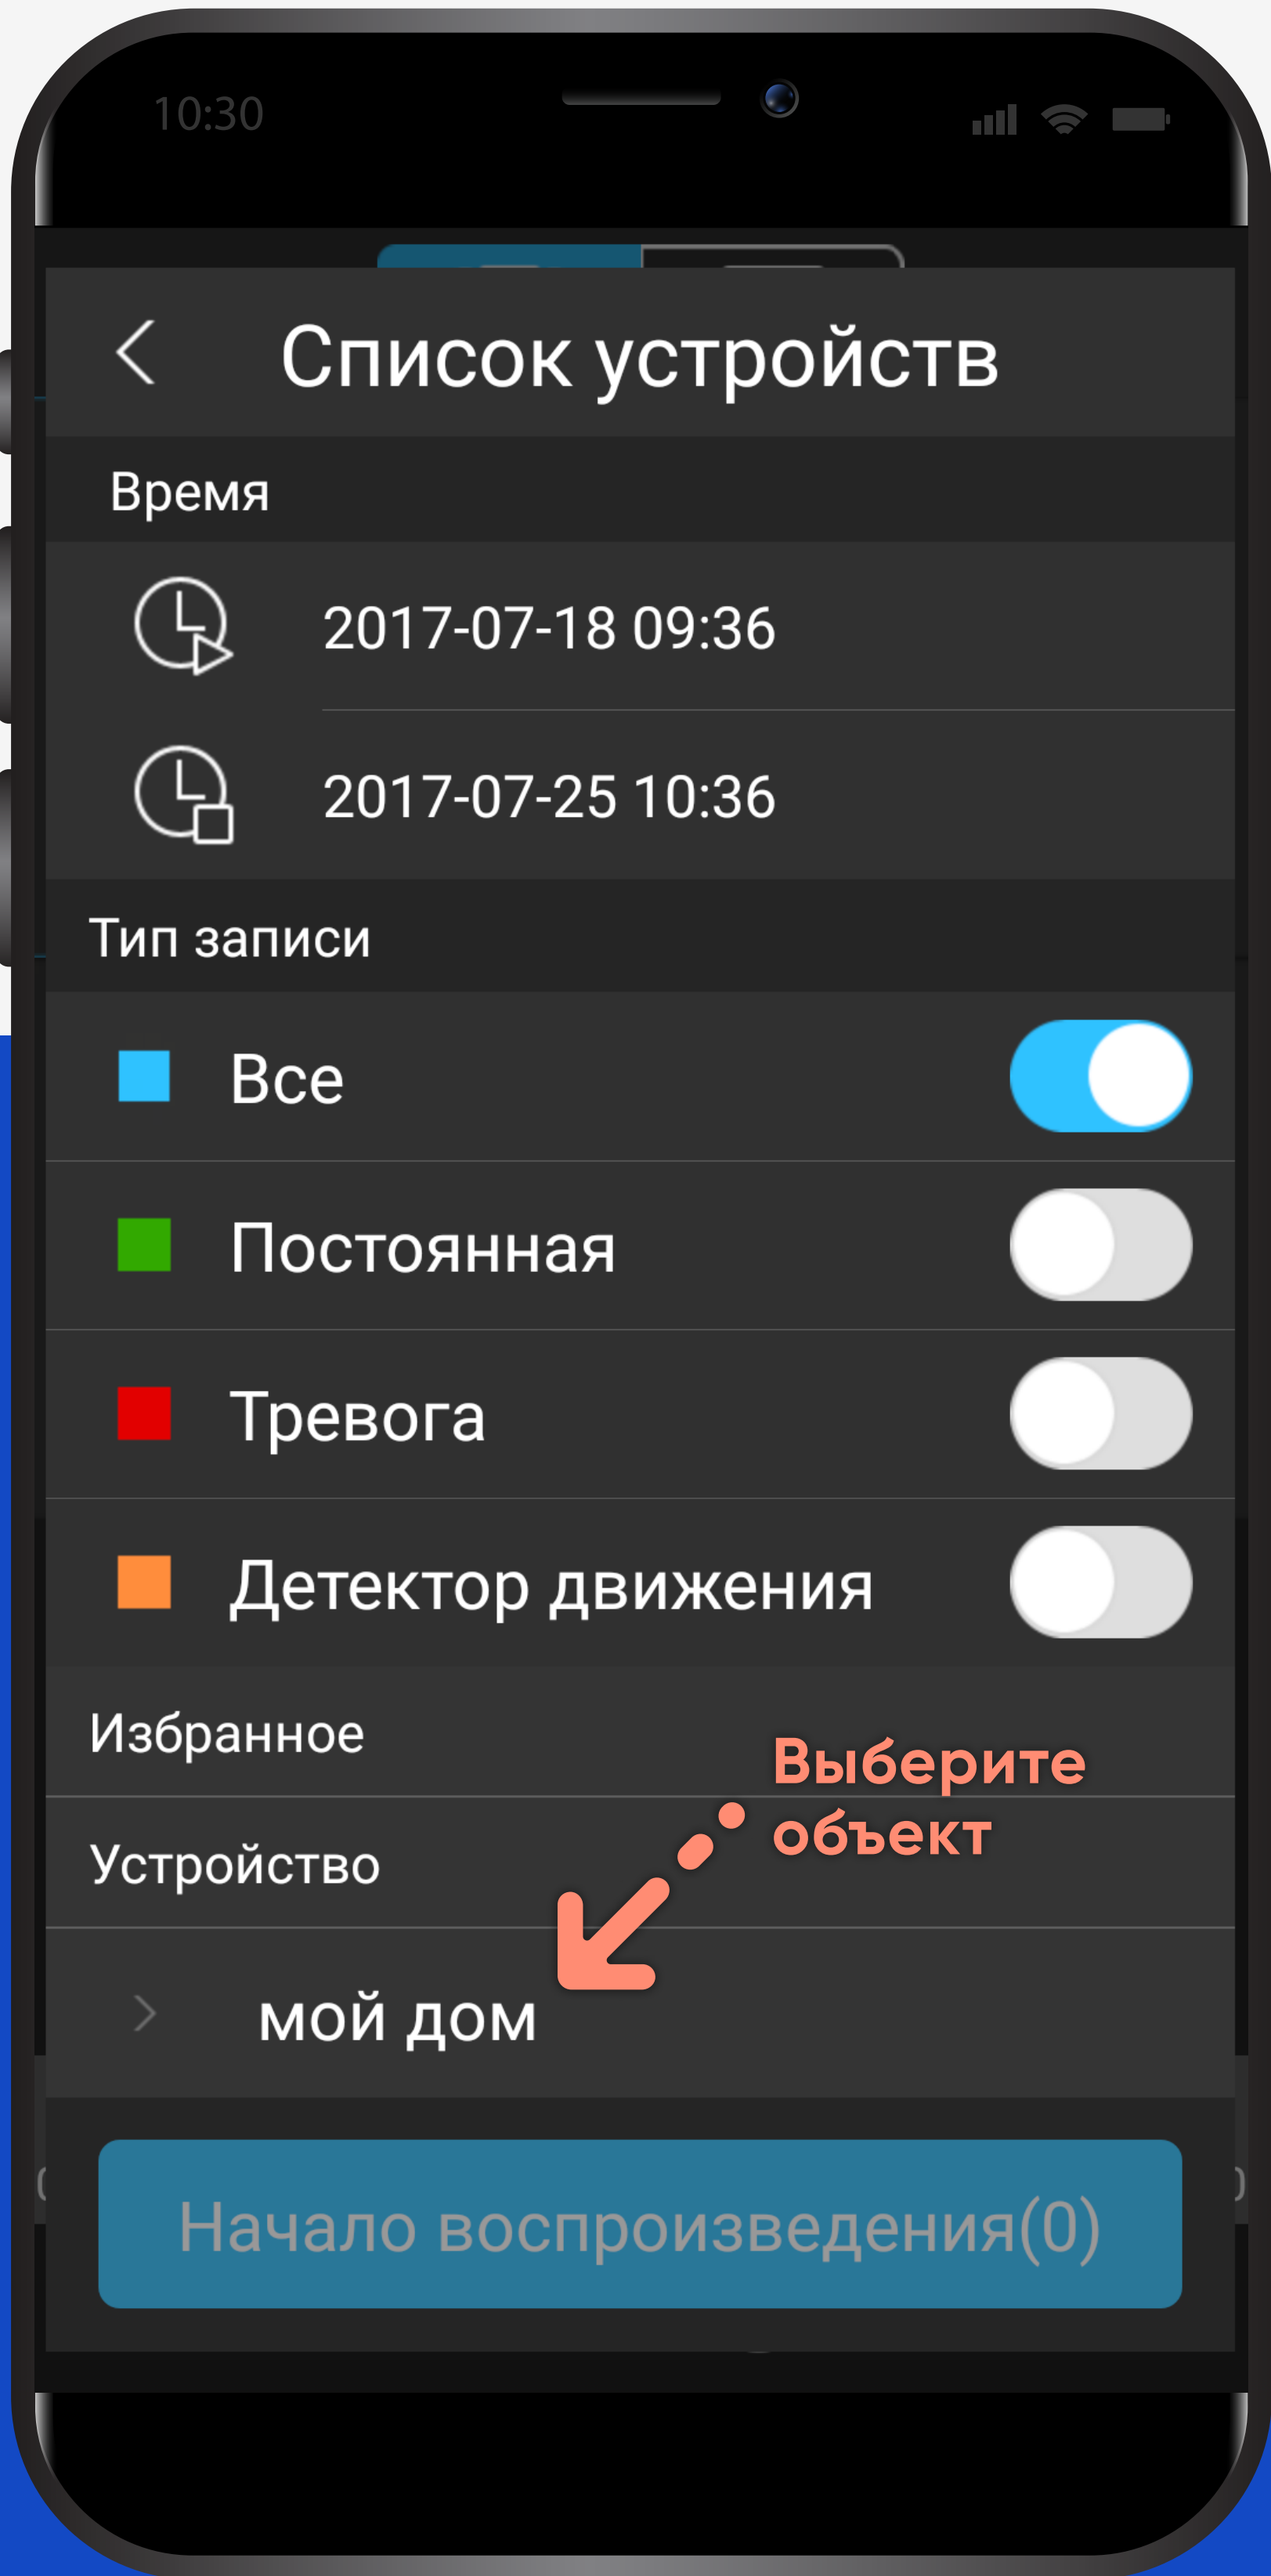 10:30
Список устройств
Время
2017-07-18 09:36
2017-07-25 10:36
Тип записи
Все
Постоянная
Тревога
Детектор движения
Избранное
Выберите
объект
Устройство
мой дом
Начало воспроизведения(0)